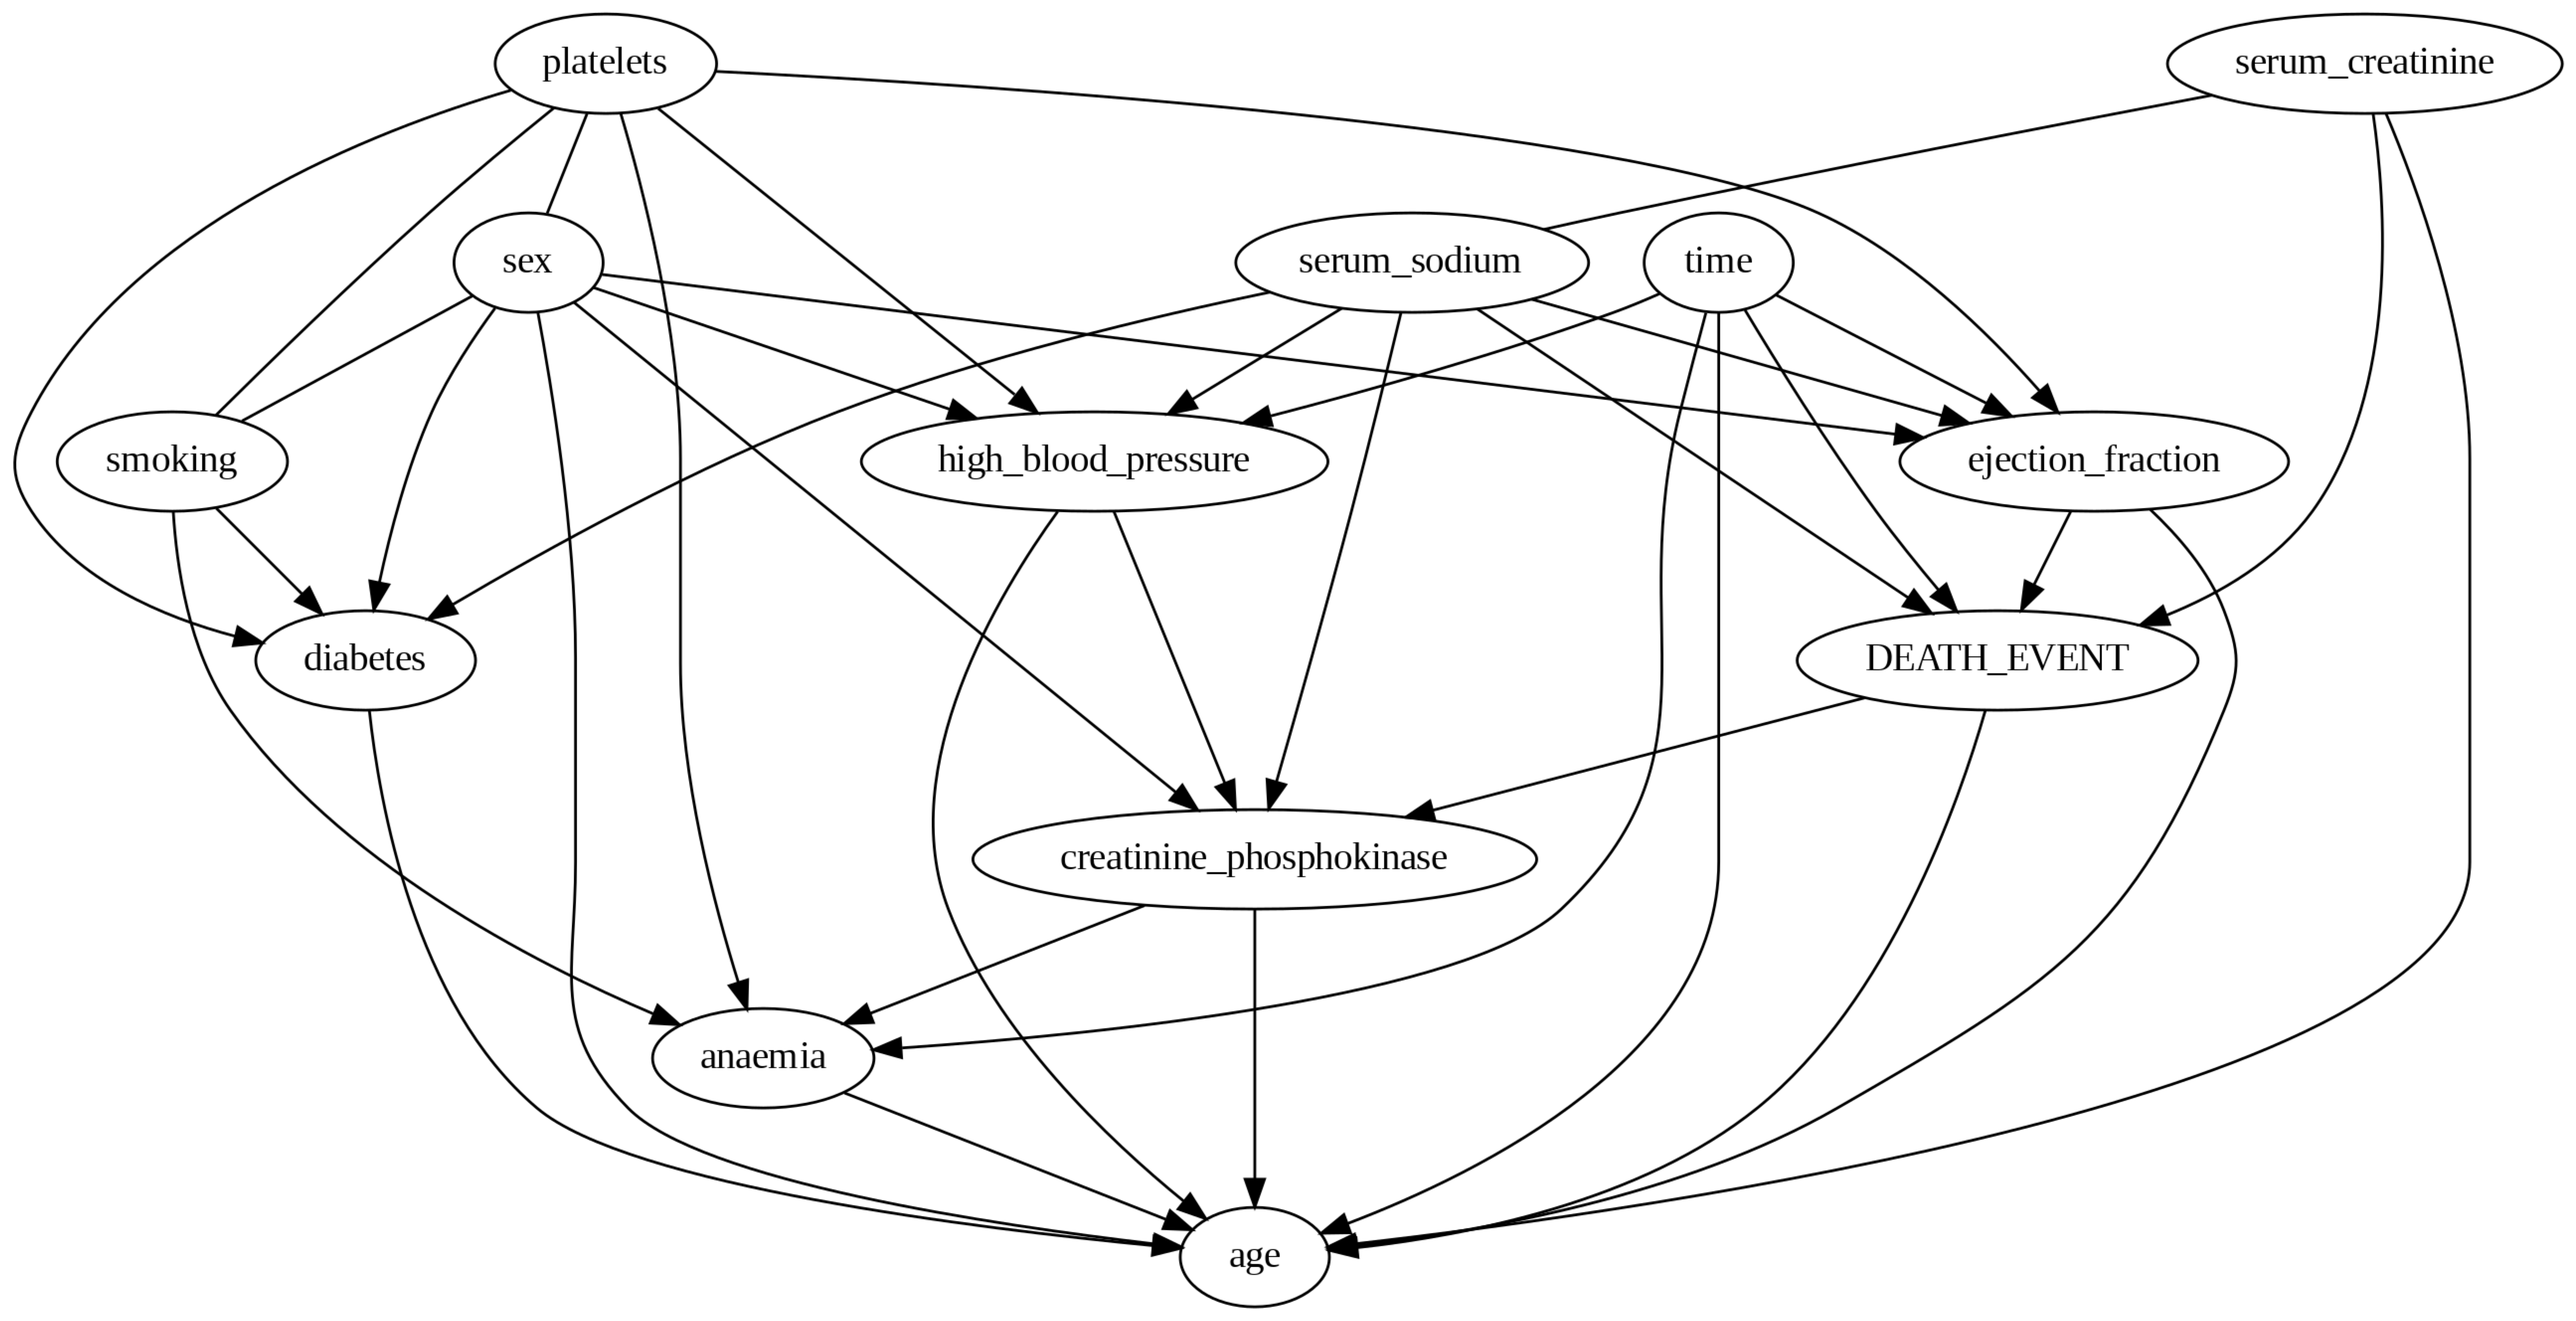 platelets
serum_creatinine
sex
serum_sodium
time
smoking
high_blood_pressure
ejection_fraction
diabetes
DEATH_EVENT
creatinine_phosphokinase
anaemia
age